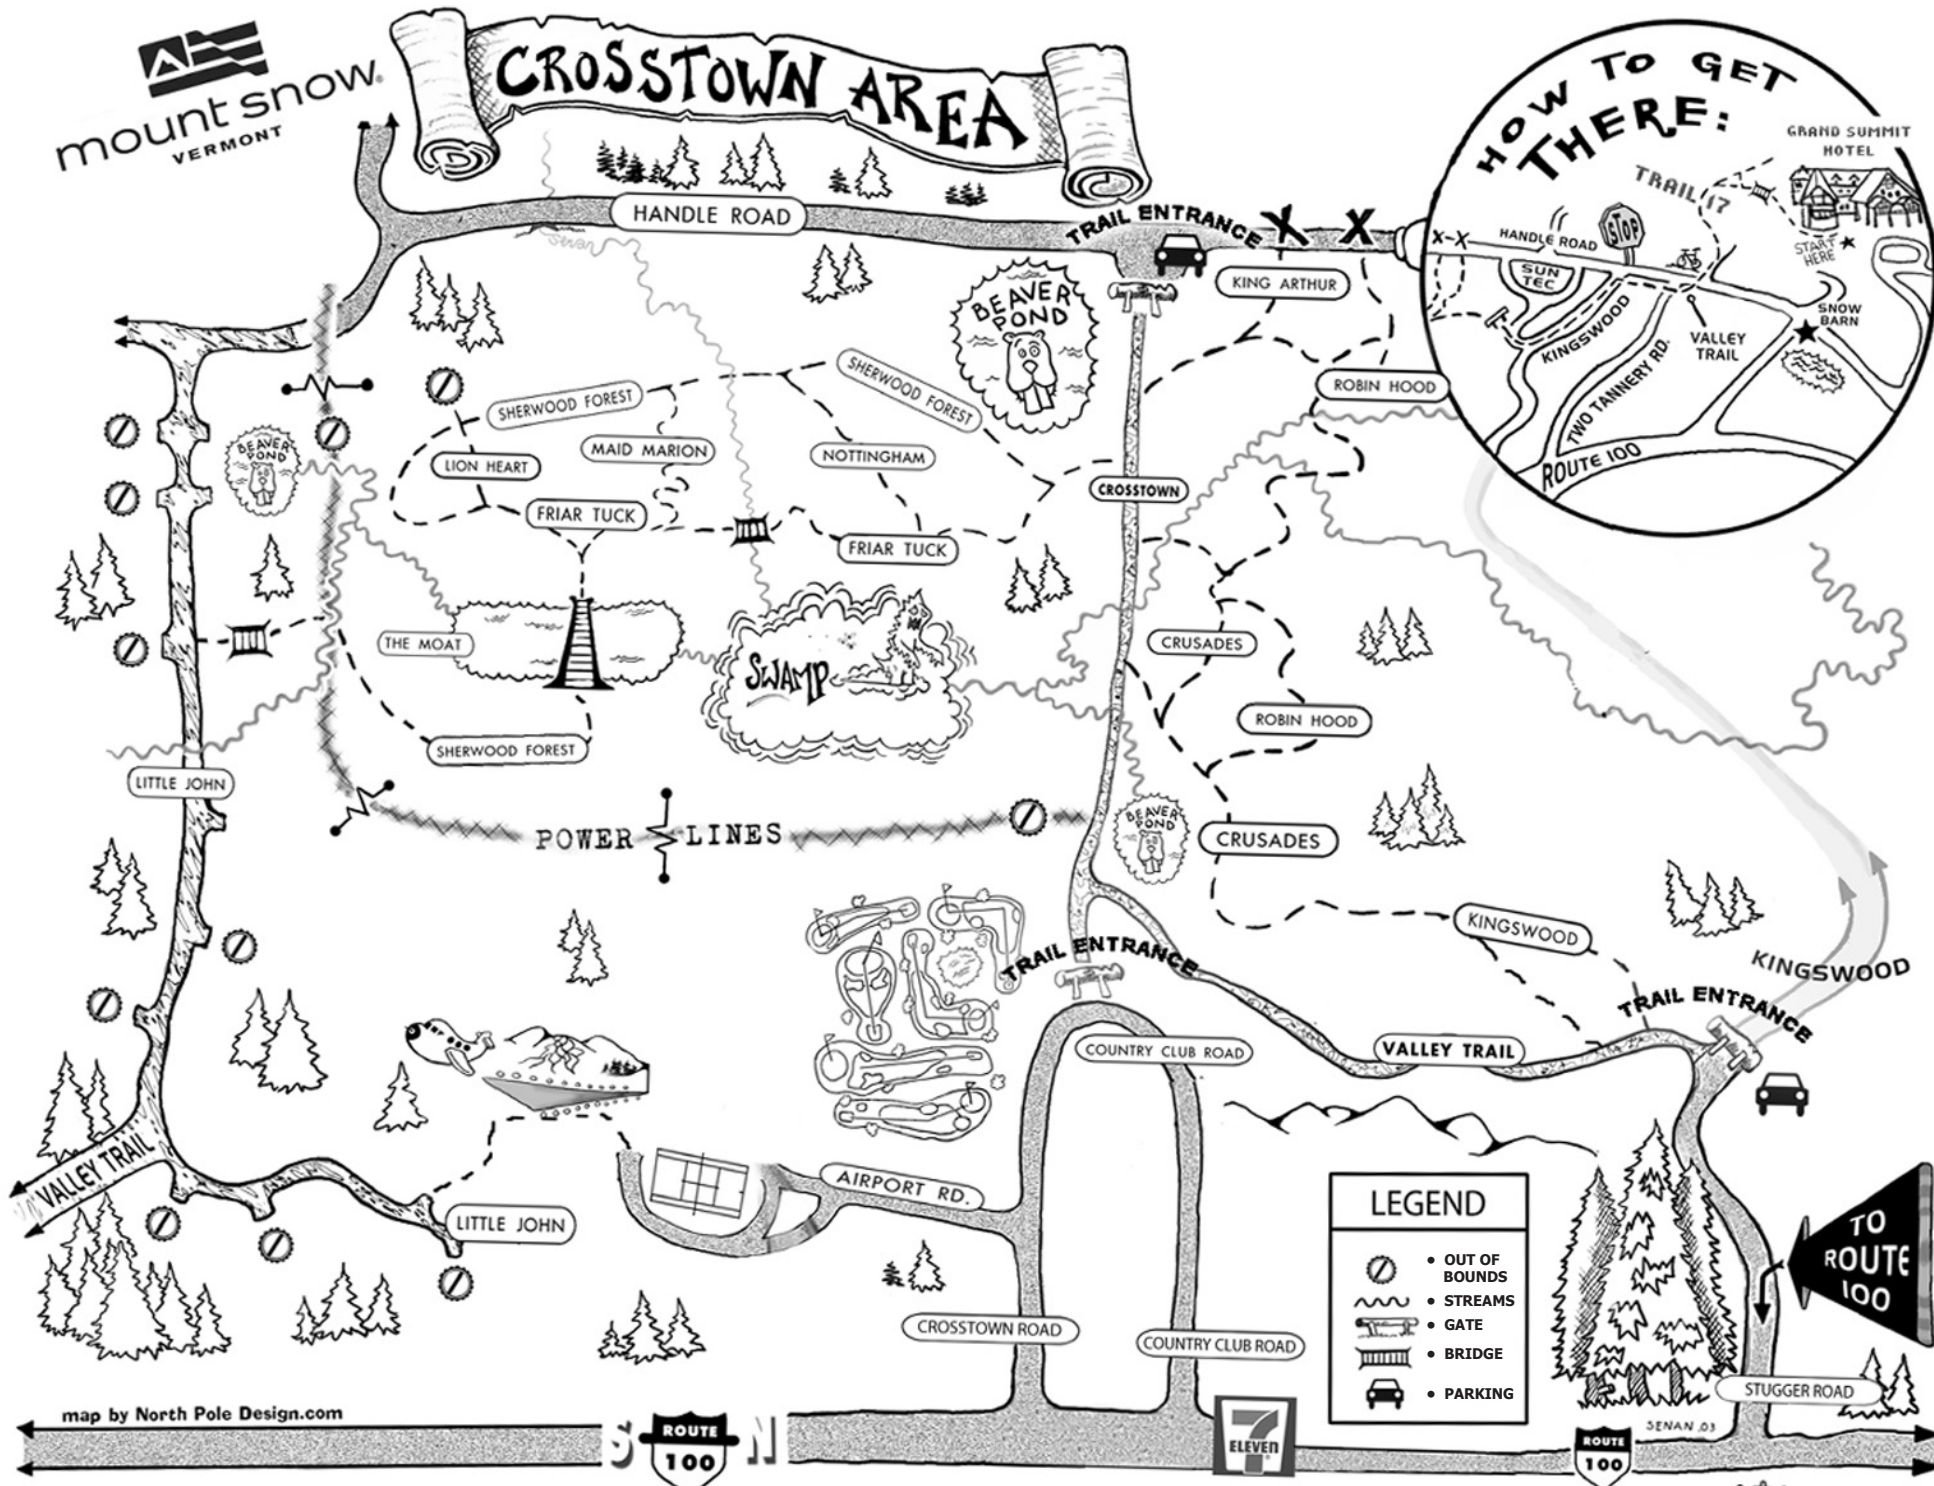 mount snow
VERMONT
CROSSTOWN AREA
HOW TO GET
THERE:
GRAND SUMMIT
HOTEL
TRAIL 17
STOP
X-X
HANDLE ROAD
START
HERE
SUN
TEC
SNOW
BARN
KINGSWOOD
VALLEY
TRAIL
TWO TANNERY RD.
ROUTE 100
HANDLE ROAD
Senan
TRAIL ENTRANCE
X X
KING ARTHUR
BEAVER
POND
SHERWOOD FOREST
SHERWOOD FOREST
ROBIN HOOD
BEAVER
POND
LION HEART
MAID MARION
NOTTINGHAM
CROSSTOWN
FRIAR TUCK
FRIAR TUCK
THE MOAT
SWAMP
CRUSADES
ROBIN HOOD
SHERWOOD FOREST
LITTLE JOHN
POWER LINES
BEAVER
POND
CRUSADES
KINGSWOOD
KINGSWOOD
TRAIL ENTRANCE
TRAIL ENTRANCE
COUNTRY CLUB ROAD
VALLEY TRAIL
VALLEY TRAIL
AIRPORT RD.
LITTLE JOHN
LEGEND
• OUT OF
BOUNDS
• STREAMS
• GATE
• BRIDGE
• PARKING
TO
ROUTE
100
CROSSTOWN ROAD
COUNTRY CLUB ROAD
STUGGER ROAD
map by North Pole Design.com
SENAN .03
S
ROUTE
100
N
7
ELEVEn
ROUTE
100